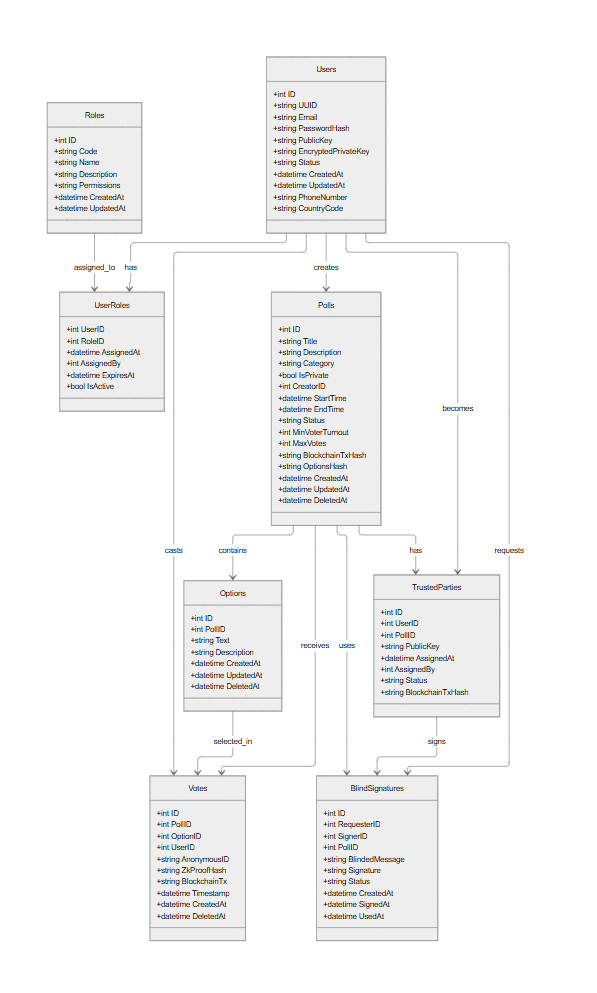 Users
+int ID
+string UUID
+string Email
+string PasswordHash
+string PublicKey
+string EncryptedPrivateKey
+string Status
+datetime CreatedAt
+datetime UpdatedAt
+string PhoneNumber
+string CountryCode
Roles
+int ID
+string Code
+string Name
+string Description
+string Permissions
+datetime CreatedAt
+datetime UpdatedAt
assigned_to
has
creates
UserRoles
+int UserID
+int RoleID
+datetime AssignedAt
+int AssignedBy
+datetime ExpiresAt
+bool IsActive
Polls
+int ID
+string Title
+string Description
+string Category
+bool IsPrivate
+int CreatorID
+datetime StartTime
+datetime EndTime
+string Status
+int MinVoterTurnout
+int MaxVotes
+string BlockchainTxHash
+string OptionsHash
+datetime CreatedAt
+datetime UpdatedAt
+datetime DeletedAt
becomes
casts
contains
has
requests
Options
+int ID
+int PollID
+string Text
+string Description
+datetime CreatedAt
+datetime UpdatedAt
+datetime DeletedAt
receives
uses
TrustedParties
+int ID
+int UserID
+int PollID
+string PublicKey
+datetime AssignedAt
+int AssignedBy
+string Status
+string BlockchainTxHash
selected_in
signs
Votes
+int ID
+int PollID
+int OptionID
+int UserID
+string AnonymousID
+string ZkProofHash
+string BlockchainTx
+datetime Timestamp
+datetime CreatedAt
+datetime DeletedAt
BlindSignatures
+int ID
+int RequesterID
+int SignerID
+int PollID
+string BlindedMessage
+string Signature
+string Status
+datetime CreatedAt
+datetime SignedAt
+datetime UsedAt